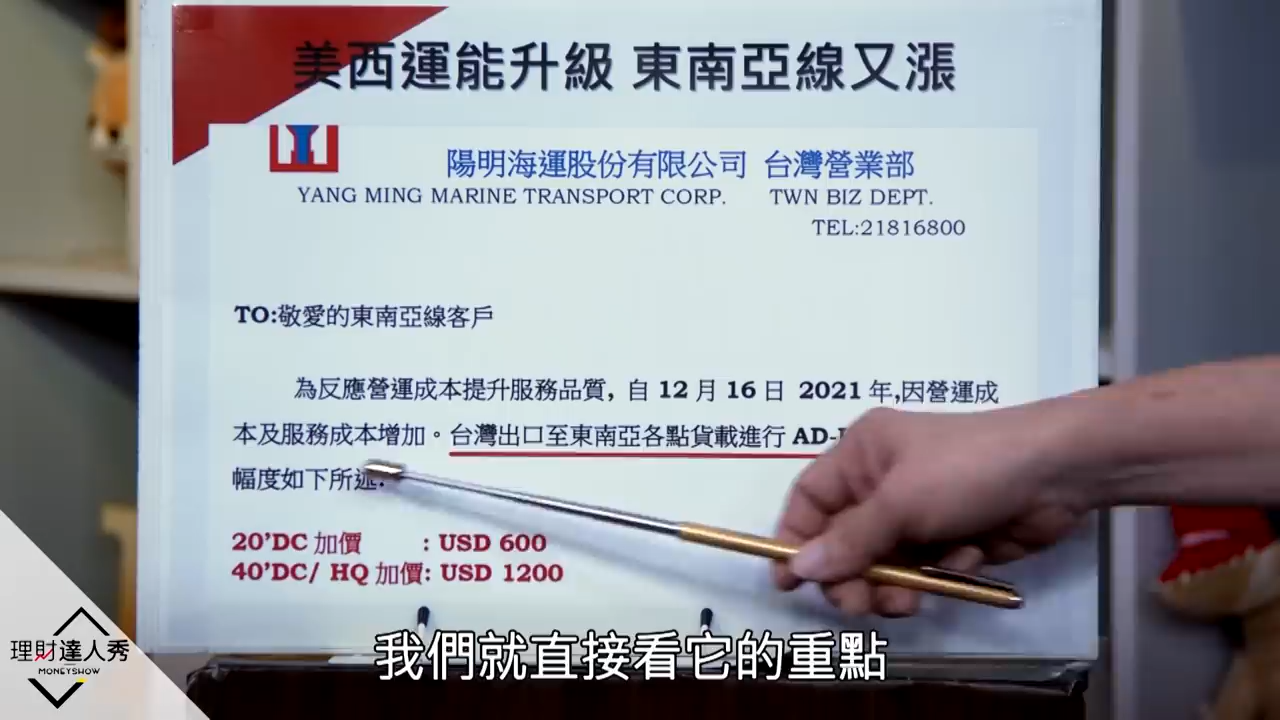 美西運能升級 東南亞線又漲
陽明海運股份有限公司 台灣營業部
YANG MING MARINE TRANSPORT CORP. TWN BIZ DEPT.
TEL:21816800
TO:敬愛的東南亞線客戶
為反應營運成本提升服務品質, 自 12 月 16 日 2021 年,因營運成
本及服務成本增加。台灣出口至東南亞各點貨載進行
幅度如下所述:
20'DC 加價 : USD 600
40'DC/ HQ 加價: USD 1200
我們就直接看它的重點
理財達人秀
MONEYSHOW